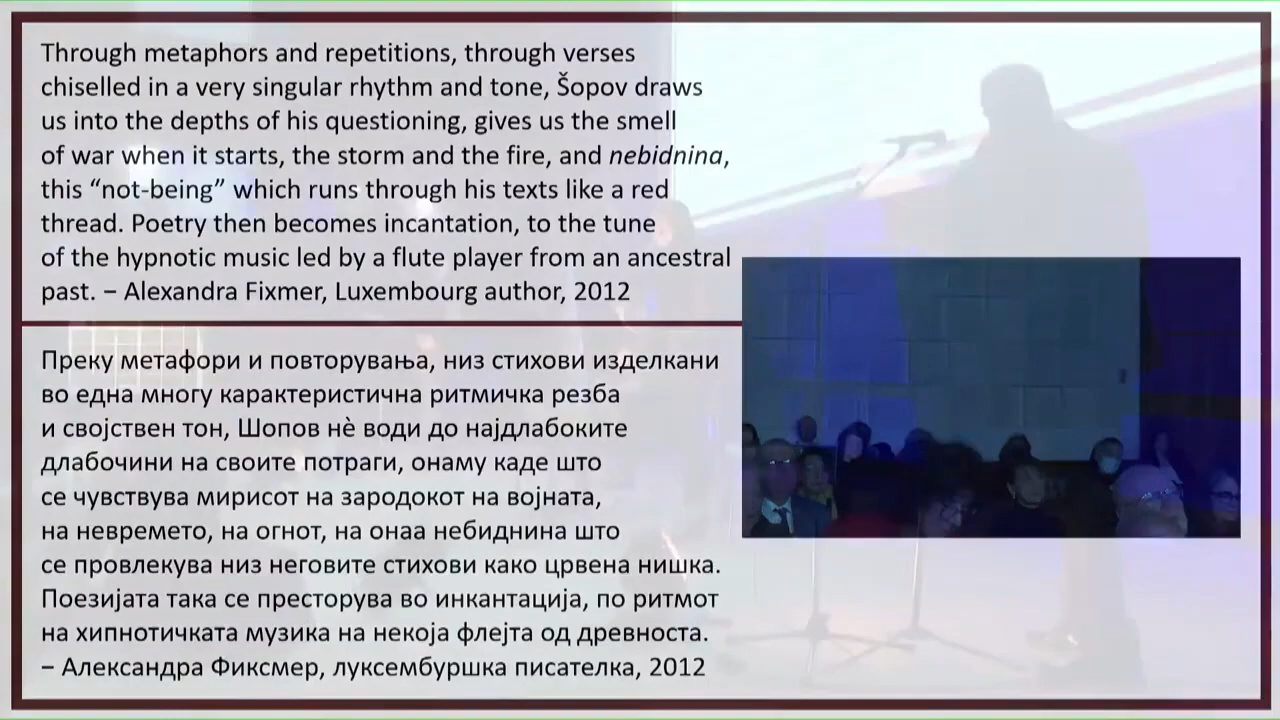 Through metaphors and repetitions, through verses
chiselled in a very singular rhythm and tone, Šopov draws
us into the depths of his questioning, gives us the smell
of war when it starts, the storm and the fire, and nebidnina,
this “not-being” which runs through his texts like a red
thread. Poetry then becomes incantation, to the tune
of the hypnotic music led by a flute player from an ancestral
past. – Alexandra Fixmer, Luxembourg author, 2012
Преку метафори и повторувања, низ стихови изделкани
во една многу карактеристична ритмичка резба
и својствен тон, Шопов нѐ води до најдлабоките
длабочини на своите потраги, онаму каде што
се чувствува мирисот на зародокот на војната,
на невремето, на огнот, на онаа небиднина што
се провлекува низ неговите стихови како црвена нишка.
Поезијата така се престорува во инкантација, по ритмот
на хипнотичката музика на некоја флејта од древноста.
– Александра Фиксмер, луксембуршка писателка, 2012